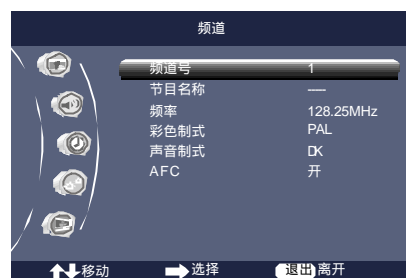 频道
频道号 1
节目名称 -----
频率 128.25MHz
彩色制式 PAL
声音制式 DK
AFC 开
移动 选择 退出 离开